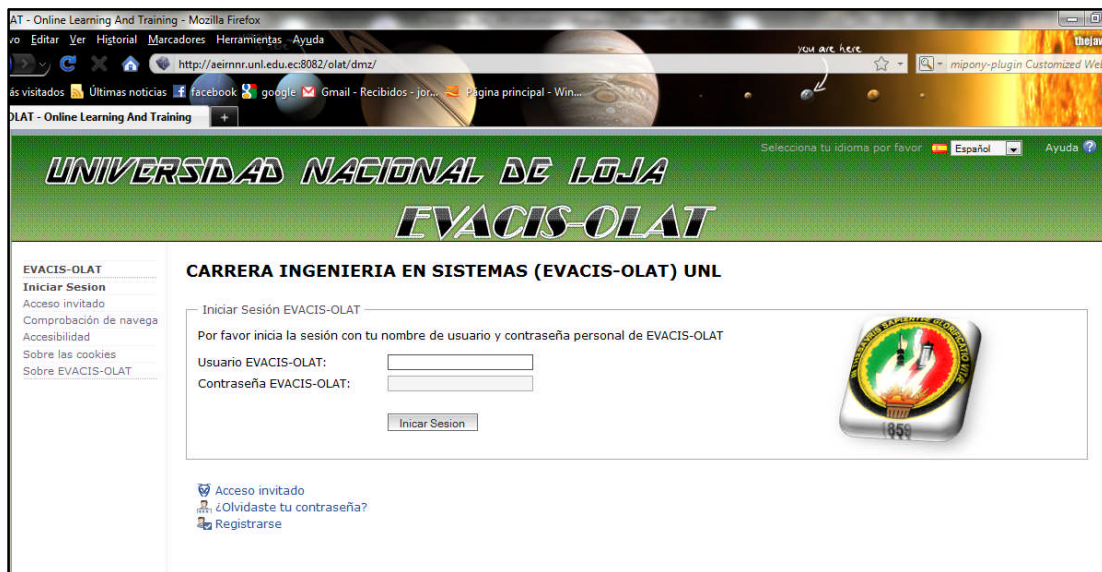 AT - Online Learning And Training - Mozilla Firefox
vo Editar Ver Historial Marcadores Herramientas Ayuda
you are here
thejaw
http://aeirnnr.unl.edu.ec:8082/olat/dmz/
mipony-plugin Customized Web
ás visitados Últimas noticias facebook google Gmail - Recibidos - jor... Página principal - Win...
OLAT - Online Learning And Training +
Selecciona tu idioma por favor Español Ayuda ?
UNIVERSIDAD NACIONAL DE LOJA
EVACIS-OLAT
EVACIS-OLAT
Iniciar Sesion
Acceso invitado
Comprobación de navega
Accesibilidad
Sobre las cookies
Sobre EVACIS-OLAT
CARRERA INGENIERIA EN SISTEMAS (EVACIS-OLAT) UNL
Iniciar Sesión EVACIS-OLAT
Por favor inicia la sesión con tu nombre de usuario y contraseña personal de EVACIS-OLAT
Usuario EVACIS-OLAT:
Contraseña EVACIS-OLAT:
Inicar Sesion
1859
Acceso invitado
¿Olvidaste tu contraseña?
Registrarse